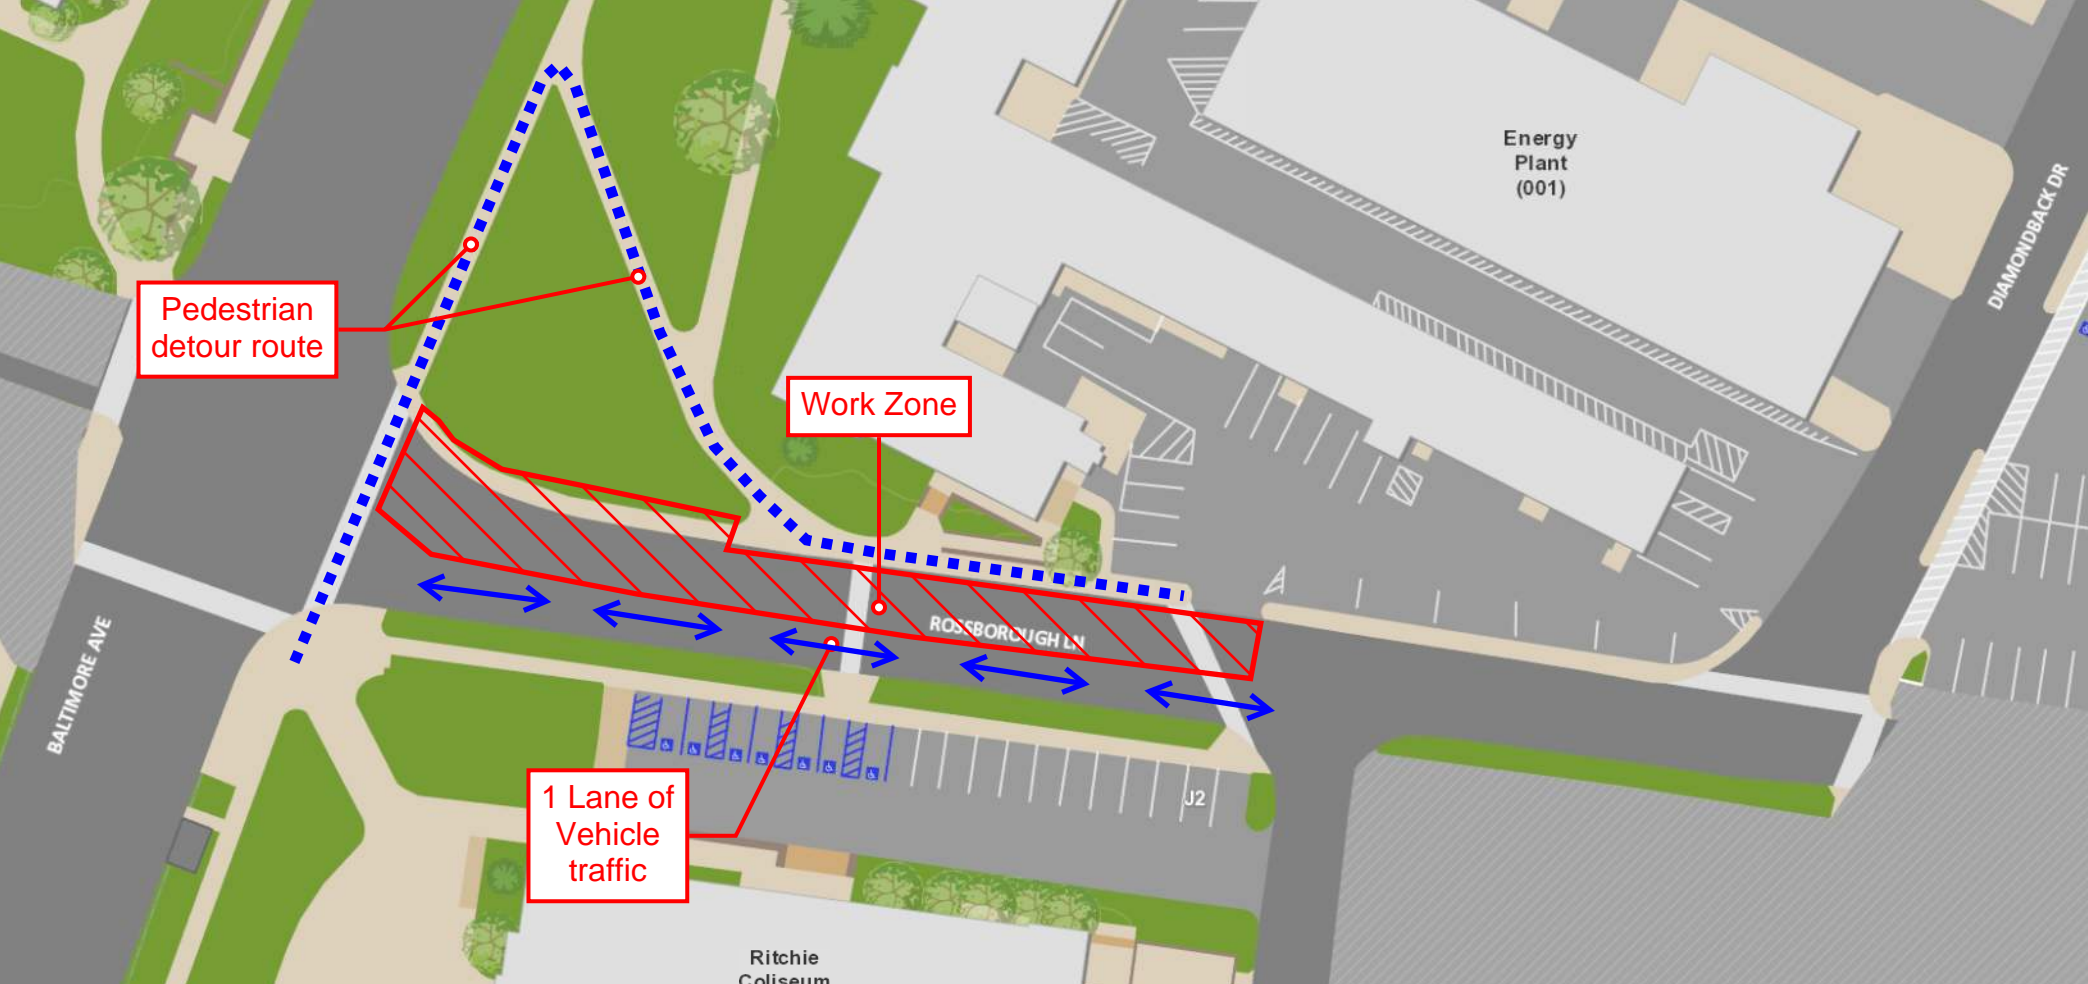 Energy
Plant
(001)
DIAMONDBACK DR
Pedestrian
detour route
Work Zone
ROSSBOROUGH LN
BALTIMORE AVE
1 Lane of
Vehicle
traffic
J2
Ritchie
Coliseum